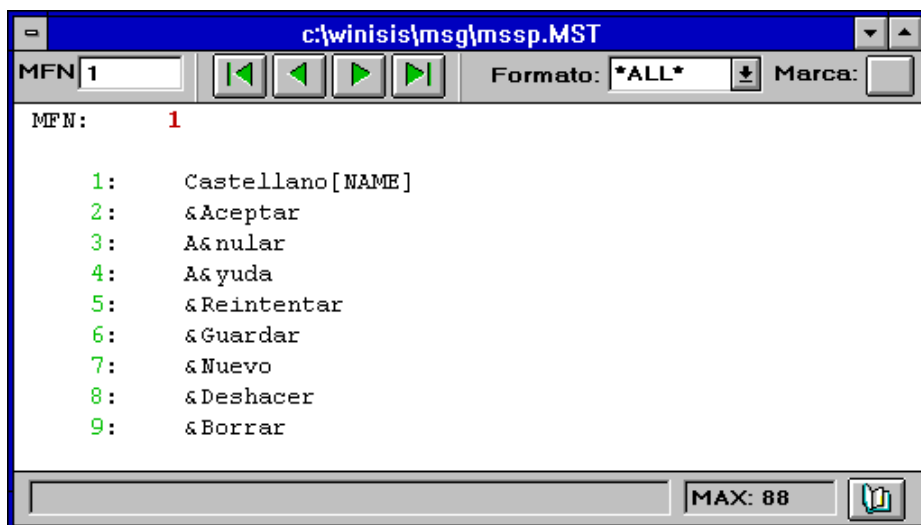 c:\winisis\msg\mssp.MST
MFN 1 Formato: *ALL* Marca:
MFN: 1
1: Castellano[NAME]
2: &Aceptar
3: A&nular
4: A&yuda
5: &Reintentar
6: &Guardar
7: &Nuevo
8: &Deshacer
9: &Borrar
MAX: 88